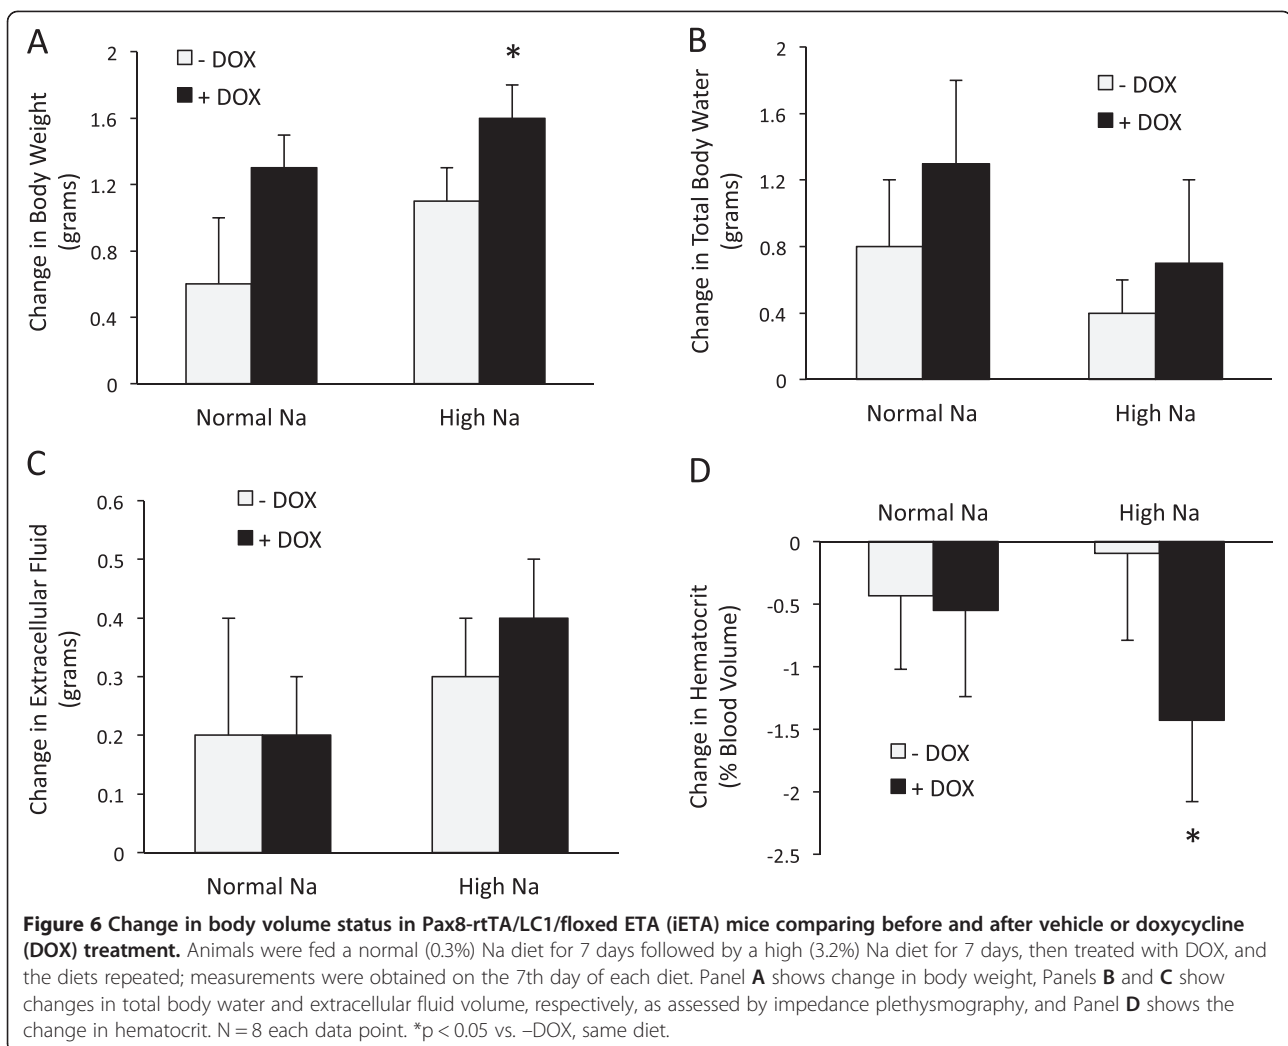 A
- DOX
+ DOX
*
2
1.6
1.2
0.8
0.4
0
Change in Body Weight
(grams)
Normal Na
High Na
B
- DOX
+ DOX
2
1.6
1.2
0.8
0.4
0
Change in Total Body Water
(grams)
Normal Na
High Na
C
- DOX
+ DOX
0.6
0.5
0.4
0.3
0.2
0.1
0
Change in Extracellular Fluid
(grams)
Normal Na
High Na
D
Normal Na
High Na
0
-0.5
-1
-1.5
-2
-2.5
Change in Hematocrit
(% Blood Volume)
- DOX
+ DOX
*
Figure 6 Change in body volume status in Pax8-rtTA/LC1/floxed ETA (iETA) mice comparing before and after vehicle or doxycycline
(DOX) treatment. Animals were fed a normal (0.3%) Na diet for 7 days followed by a high (3.2%) Na diet for 7 days, then treated with DOX, and
the diets repeated; measurements were obtained on the 7th day of each diet. Panel A shows change in body weight, Panels B and C show
changes in total body water and extracellular fluid volume, respectively, as assessed by impedance plethysmography, and Panel D shows the
change in hematocrit. N = 8 each data point. *p < 0.05 vs. –DOX, same diet.